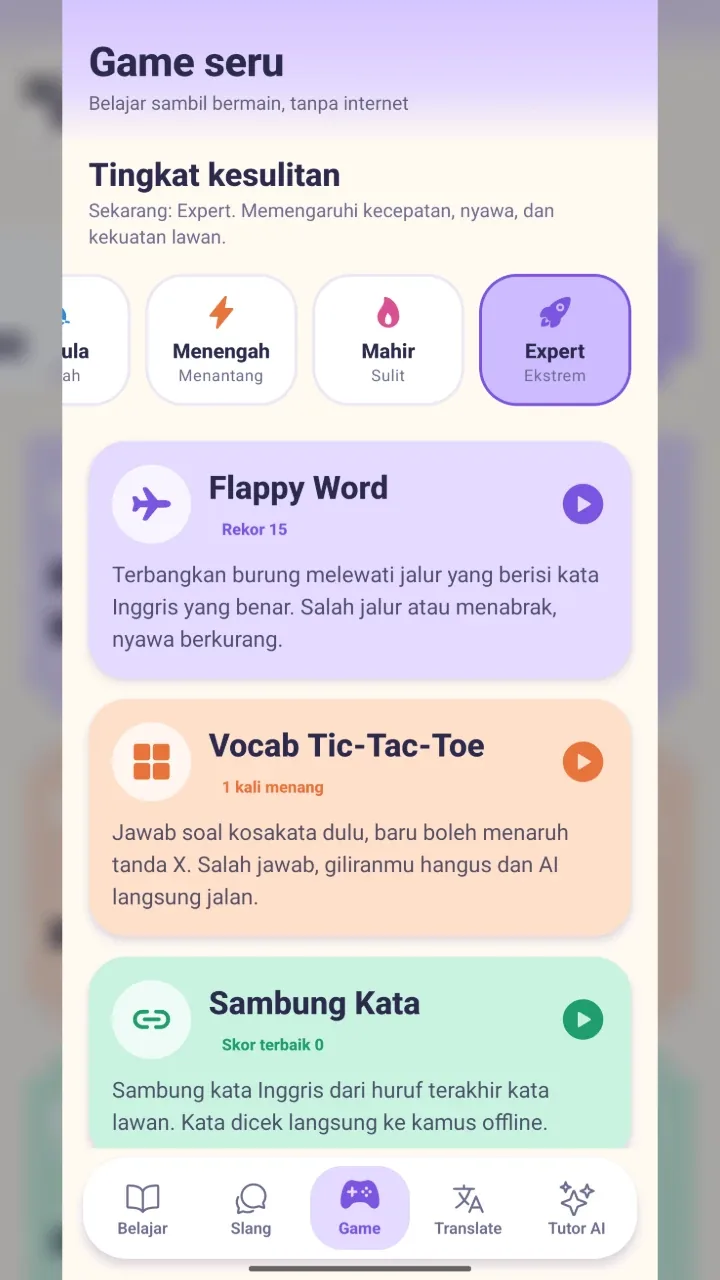 Game seru
Belajar sambil bermain, tanpa internet
Tingkat kesulitan
Sekarang: Expert. Memengaruhi kecepatan, nyawa, dan
kekuatan lawan.
ula
ah
Menengah
Menantang
Mahir
Sulit
Expert
Ekstrem
Flappy Word
Rekor 15
Terbangkan burung melewati jalur yang berisi kata
Inggris yang benar. Salah jalur atau menabrak,
nyawa berkurang.
Vocab Tic-Tac-Toe
1 kali menang
Jawab soal kosakata dulu, baru boleh menaruh
tanda X. Salah jawab, giliranmu hangus dan AI
langsung jalan.
Sambung Kata
Skor terbaik 0
Sambung kata Inggris dari huruf terakhir kata
lawan. Kata dicek langsung ke kamus offline.
Belajar
Slang
Game
Translate
Tutor AI